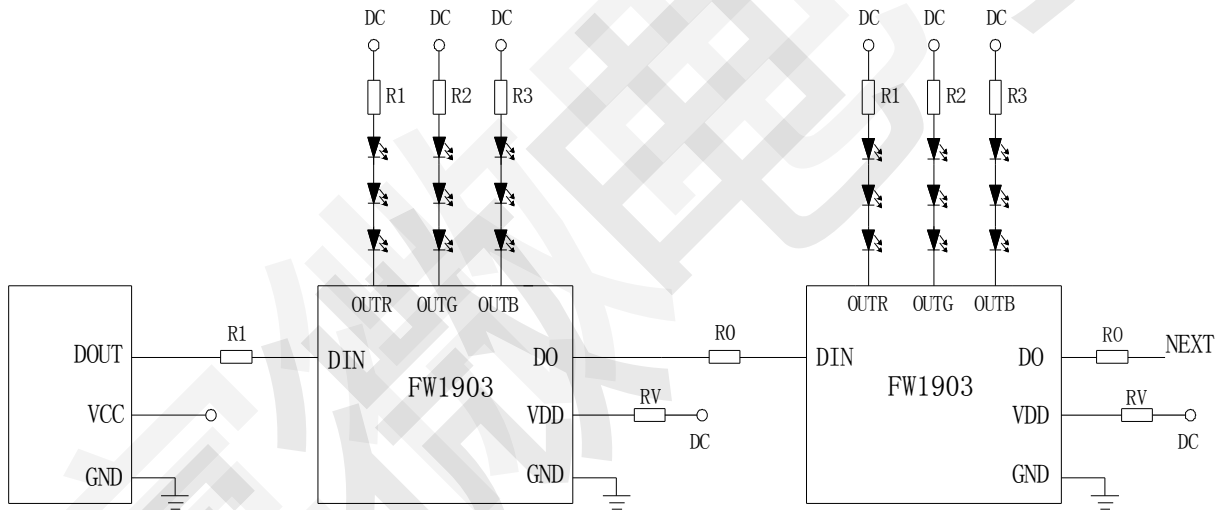 DC DC DC DC DC DC
R1 R2 R3 R1 R2 R3
OUTR OUTG OUTB OUTR OUTG OUTB
DOUT R1 DIN DO R0 DIN DO R0 NEXT
FW1903 FW1903
VCC VDD RV DC VDD RV DC
GND GND GND